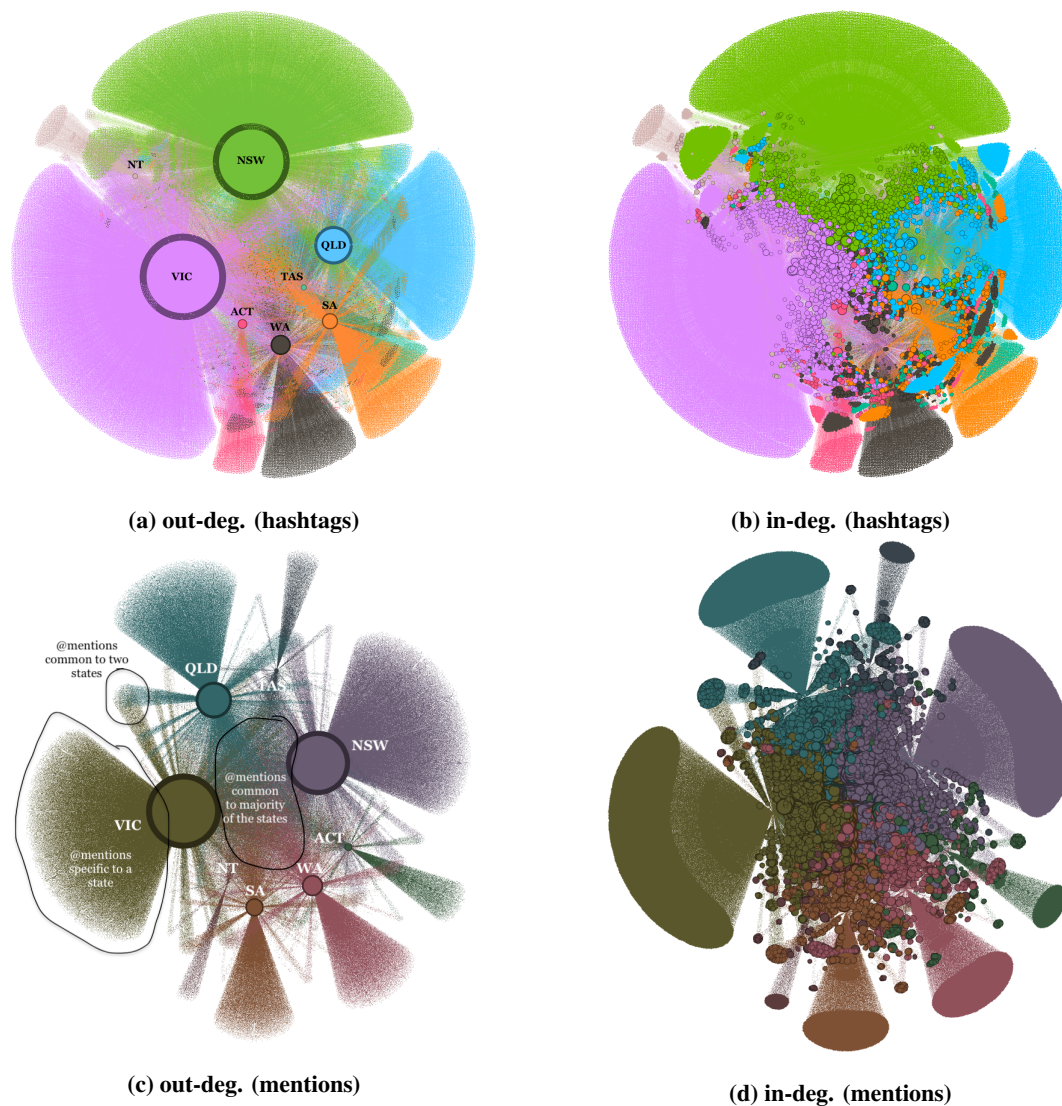 NSW
NT
QLD
VIC
TAS
SA
ACT
WA
(a) out-deg. (hashtags)
(b) in-deg. (hashtags)
@mentions
common to two
states
QLD
TAS
NSW
@mentions
common
to majority
of the states
VIC
ACT
@mentions
specific to a
state
NT
WA
SA
(c) out-deg. (mentions)
(d) in-deg. (mentions)